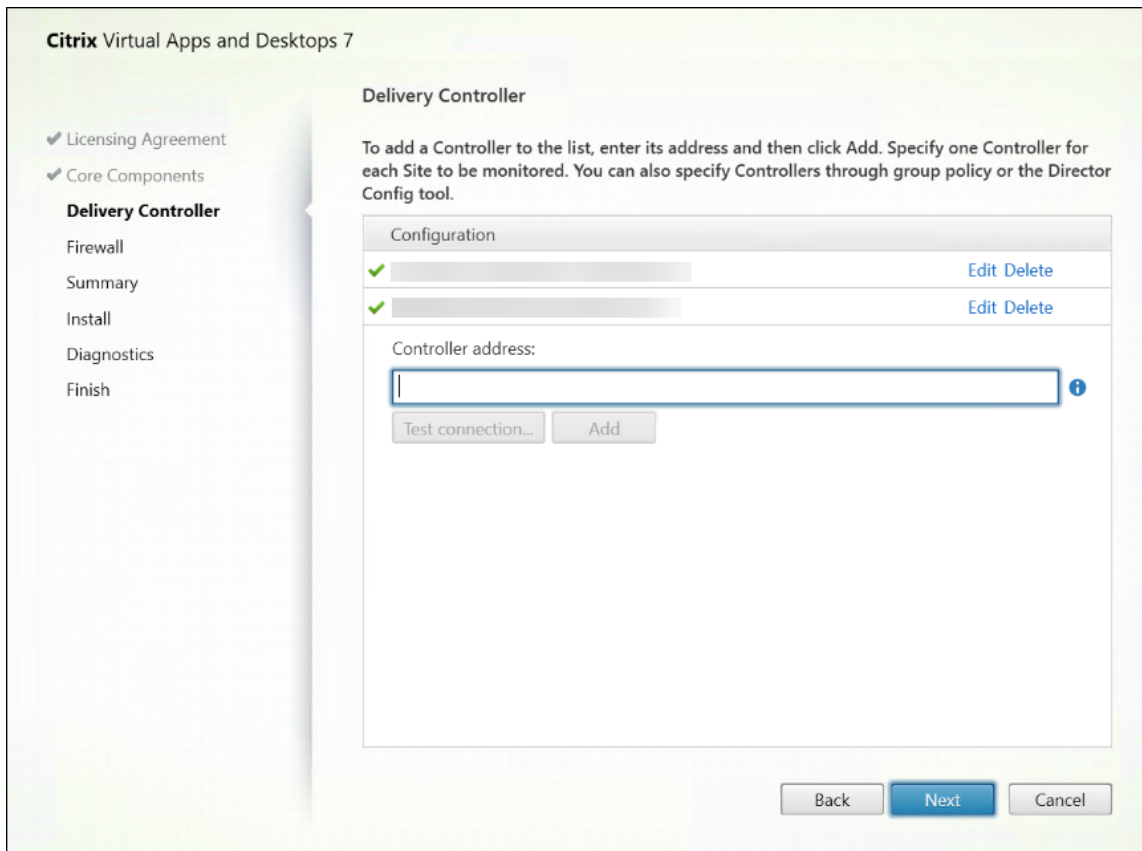 Citrix Virtual Apps and Desktops 7
Licensing Agreement
Core Components
Delivery Controller
Firewall
Summary
Install
Diagnostics
Finish
Delivery Controller
To add a Controller to the list, enter its address and then click Add. Specify one Controller for
each Site to be monitored. You can also specify Controllers through group policy or the Director
Config tool.
Configuration
Edit Delete
Edit Delete
Controller address:
Test connection... Add
Back Next Cancel